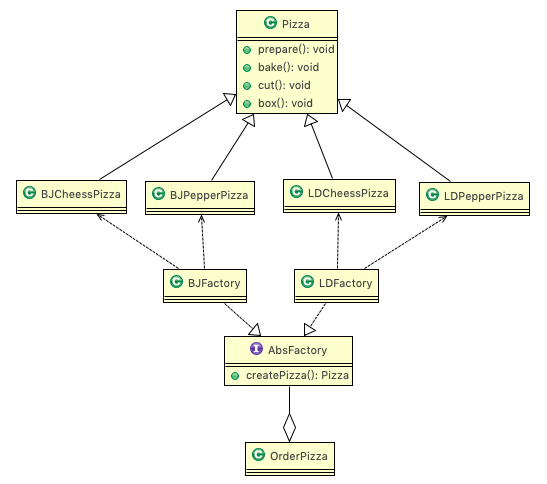 C Pizza
prepare(): void
bake(): void
cut(): void
box(): void
C BJCheessPizza
C BJPepperPizza
C LDCheessPizza
C LDPepperPizza
C BJFactory
C LDFactory
I AbsFactory
createPizza(): Pizza
C OrderPizza